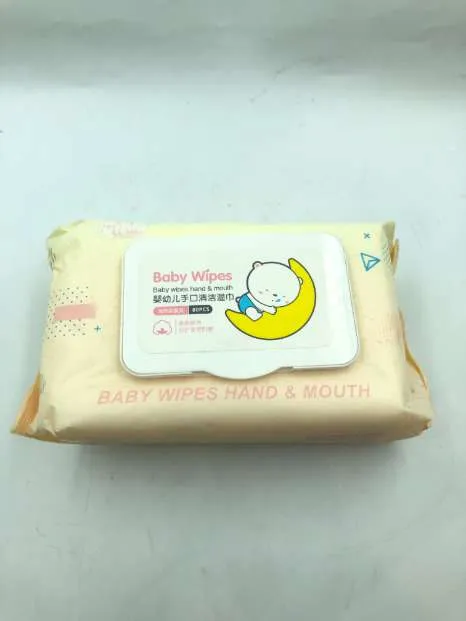 Baby Wipes
Baby wipes hand & mouth
婴幼儿手口清洁湿巾
80PCS
BABY WIPES HAND & MOUTH